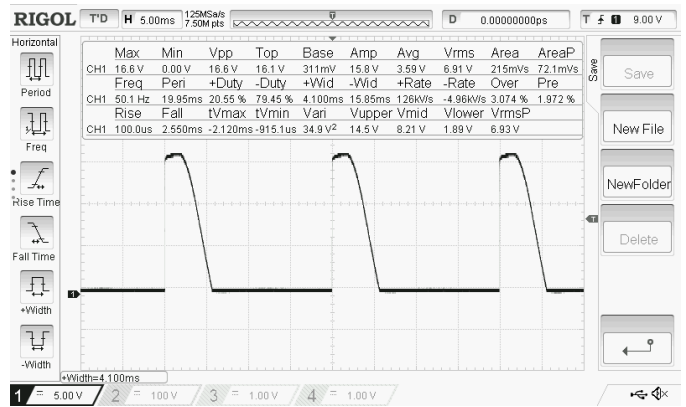 RIGOL T'D H 5.00ms 125MSa/s 7.50M pts D 0.00000000ps T 1 9.00 V
Horizontal
Period
Freq
Rise Time
Fall Time
+Width
-Width
Max Min Vpp Top Base Amp Avg Vrms Area AreaP
CH1 16.6 V 0.00 V 16.6 V 16.1 V 311mV 15.8 V 3.59 V 6.91 V 215mVs 72.1mVs
Freq Peri +Duty -Duty +Wid -Wid +Rate -Rate Over Pre
CH1 50.1 Hz 19.95ms 20.55 % 79.45 % 4.100ms 15.85ms 126kV/s -4.96kV/s 3.074 % 1.972 %
Rise Fall tVmax tVmin Vari Vupper Vmid Vlower VrmsP
CH1 100.0us 2.550ms -2.120ms -915.1us 34.9 V² 14.5 V 8.21 V 1.89 V 6.93 V
T
1
+Width=4.100ms
Save
Save
New File
NewFolder
Delete
1 = 5.00 V 2 = 100 V 3 = 1.00 V 4 = 1.00 V